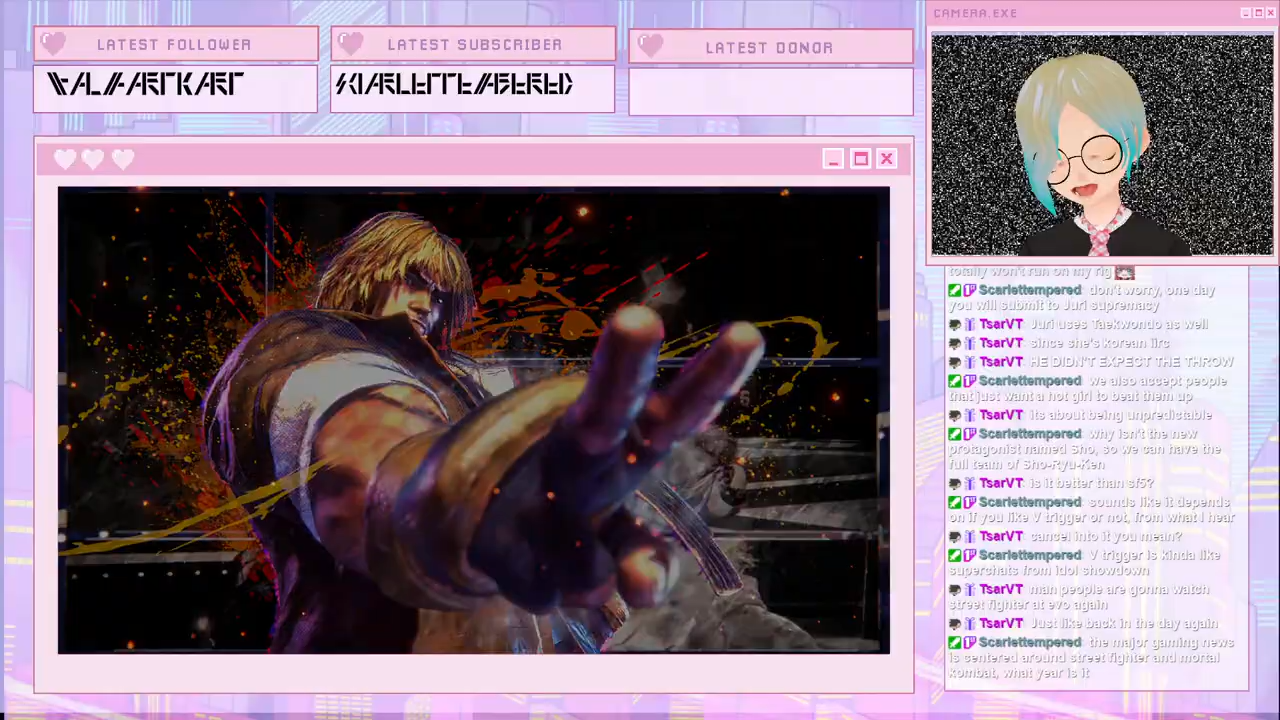 LATEST FOLLOWER
LATEST SUBSCRIBER
LATEST DONOR
CAMERA.EXE
totally won't run on my rig
Scarlettempered don't worry, one day
you will submit to Juri supremacy
TsarVT Juri uses Taekwondo as well
TsarVT since she's korean iirc
TsarVT HE DIDN'T EXPECT THE THROW
Scarlettempered we also accept people
that just want a hot girl to beat them up
TsarVT its about being unpredictable
Scarlettempered why isn't the new
protagonist named Sho, so we can have the
full team of Sho-Ryu-Ken
TsarVT is it better than sf5?
Scarlettempered sounds like it depends
on if you like V trigger or not, from what I hear
TsarVT cancel into it you mean?
Scarlettempered V trigger is kinda like
superchats from idol showdown
TsarVT man people are gonna watch
street fighter at evo again
TsarVT Just like back in the day again
Scarlettempered the major gaming news
is centered around street fighter and mortal
kombat, what year is it